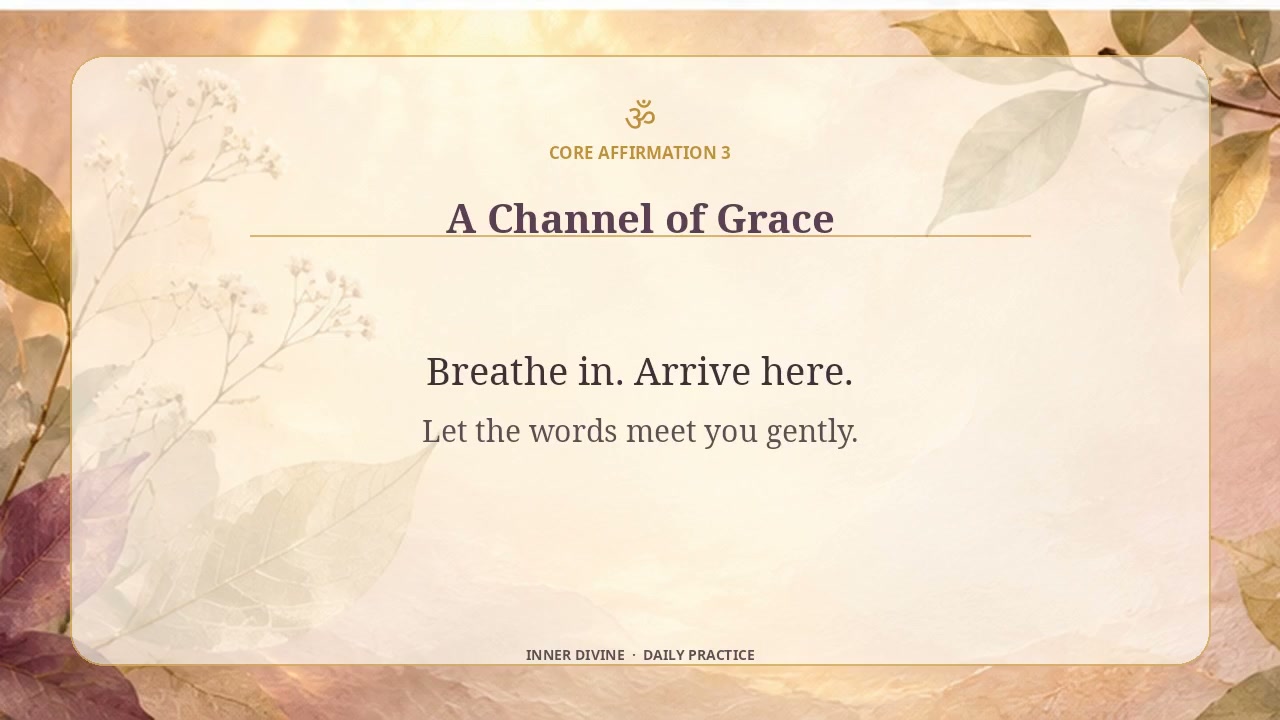 ॐ
CORE AFFIRMATION 3
A Channel of Grace
Breathe in. Arrive here.
Let the words meet you gently.
INNER DIVINE · DAILY PRACTICE